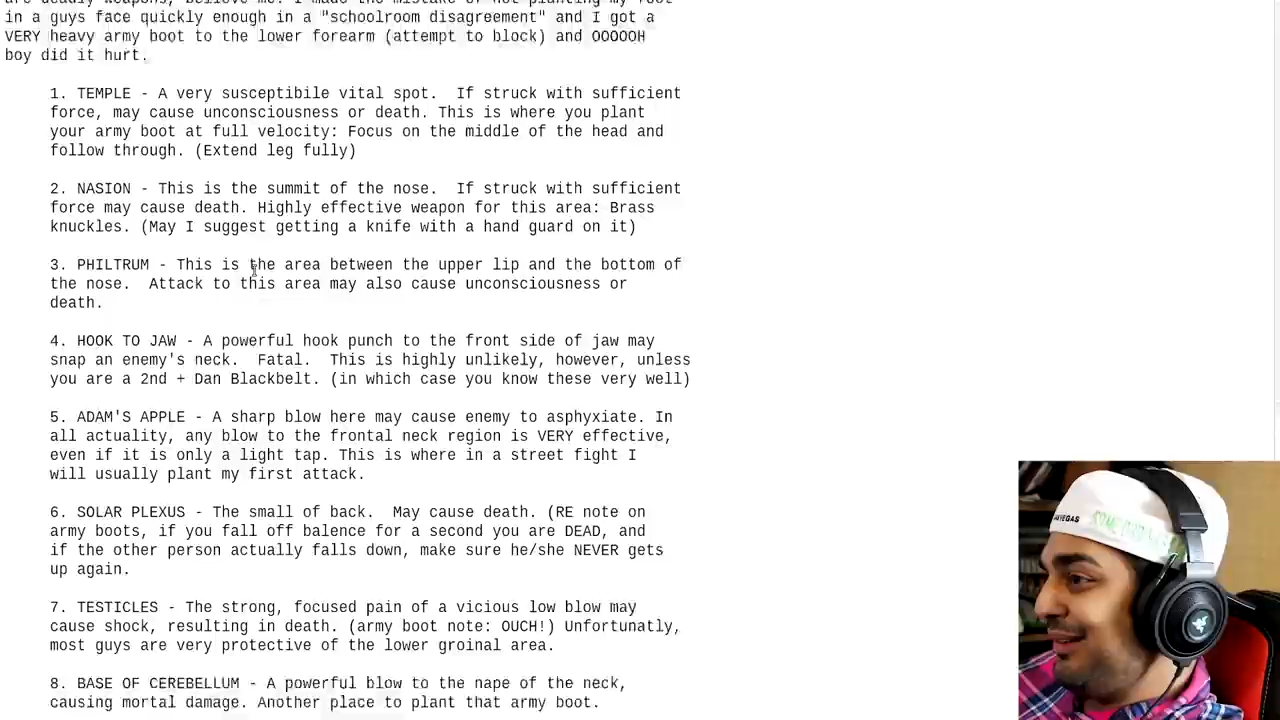 in a guys face quickly enough in a "schoolroom disagreement" and I got a
VERY heavy army boot to the lower forearm (attempt to block) and OOOOOH
boy did it hurt.
1. TEMPLE - A very susceptibile vital spot.  If struck with sufficient
force, may cause unconsciousness or death. This is where you plant
your army boot at full velocity: Focus on the middle of the head and
follow through. (Extend leg fully)
2. NASION - This is the summit of the nose.  If struck with sufficient
force may cause death. Highly effective weapon for this area: Brass
knuckles. (May I suggest getting a knife with a hand guard on it)
3. PHILTRUM - This is the area between the upper lip and the bottom of
the nose.  Attack to this area may also cause unconsciousness or
death.
4. HOOK TO JAW - A powerful hook punch to the front side of jaw may
snap an enemy's neck.  Fatal.  This is highly unlikely, however, unless
you are a 2nd + Dan Blackbelt. (in which case you know these very well)
5. ADAM'S APPLE - A sharp blow here may cause enemy to asphyxiate. In
all actuality, any blow to the frontal neck region is VERY effective,
even if it is only a light tap. This is where in a street fight I
will usually plant my first attack.
6. SOLAR PLEXUS - The small of back.  May cause death. (RE note on
army boots, if you fall off balence for a second you are DEAD, and
if the other person actually falls down, make sure he/she NEVER gets
up again.
7. TESTICLES - The strong, focused pain of a vicious low blow may
cause shock, resulting in death. (army boot note: OUCH!) Unfortunatly,
most guys are very protective of the lower groinal area.
8. BASE OF CEREBELLUM - A powerful blow to the nape of the neck,
causing mortal damage. Another place to plant that army boot.